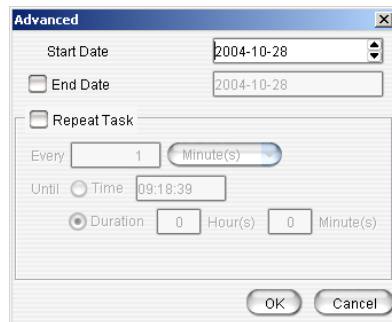 Advanced
Start Date 2004-10-28
End Date 2004-10-28
Repeat Task
Every 1 Minute(s)
Until Time 09:18:39
Duration 0 Hour(s) 0 Minute(s)
OK Cancel